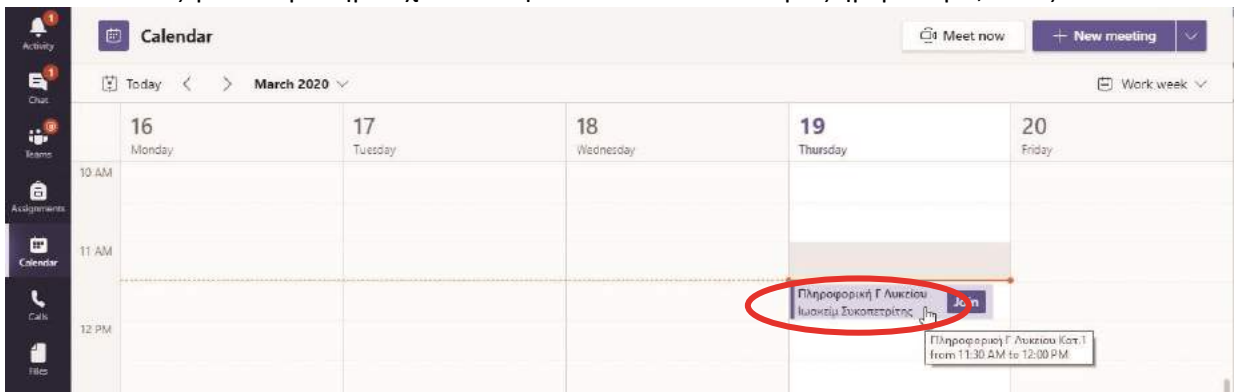 Activity
Chat
Teams
Assignments
Calendar
Calls
Files
Calendar
Meet now
+ New meeting
Today
March 2020
Work week
16
Monday
17
Tuesday
18
Wednesday
19
Thursday
20
Friday
10 AM
11 AM
12 PM
Πληροφορική Γ Λυκείου
Ιωακείμ Συκοπετρίτης
Join
Πληροφορική Γ Λυκείου Κατ.1
from 11:30 AM to 12:00 PM